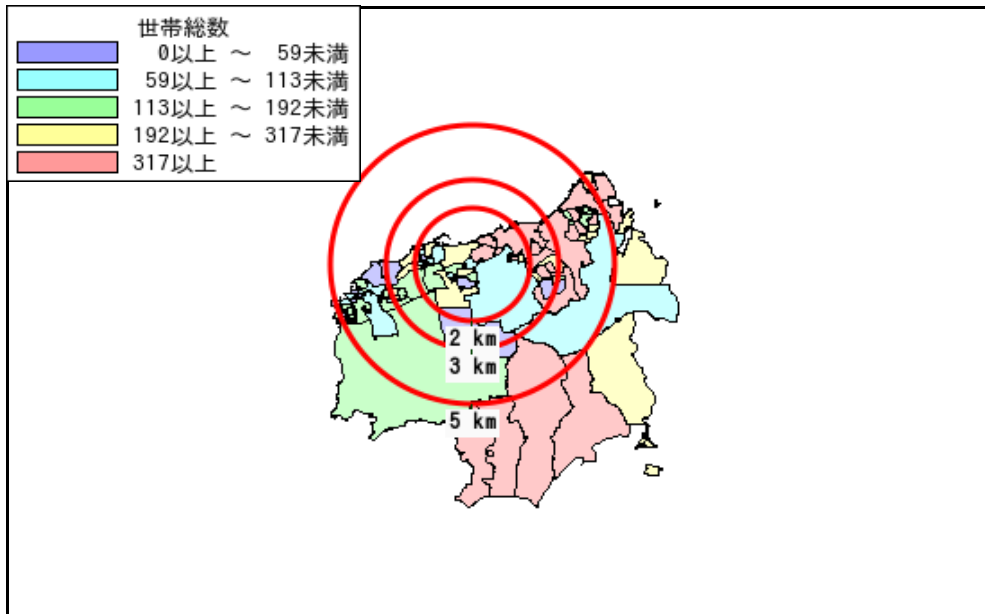 世帯総数
0以上 ～ 59未満
59以上 ～ 113未満
113以上 ～ 192未満
192以上 ～ 317未満
317以上
2 km
3 km
5 km